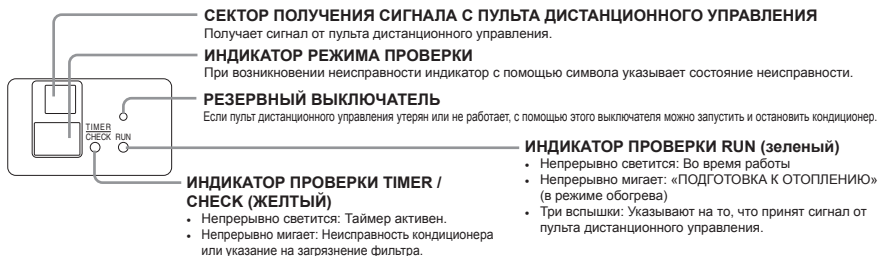 СЕКТОР ПОЛУЧЕНИЯ СИГНАЛА С ПУЛЬТА ДИСТАНЦИОННОГО УПРАВЛЕНИЯ
Получает сигнал от пульта дистанционного управления.
ИНДИКАТОР РЕЖИМА ПРОВЕРКИ
При возникновении неисправности индикатор с помощью символа указывает состояние неисправности.
РЕЗЕРВНЫЙ ВЫКЛЮЧАТЕЛЬ
Если пульт дистанционного управления утерян или не работает, с помощью этого выключателя можно запустить и остановить кондиционер.
TIMER
CHECK RUN
ИНДИКАТОР ПРОВЕРКИ TIMER /
CHECK (ЖЕЛТЫЙ)
• Непрерывно светится: Таймер активен.
• Непрерывно мигает: Неисправность кондиционера
или указание на загрязнение фильтра.
ИНДИКАТОР ПРОВЕРКИ RUN (зеленый)
• Непрерывно светится: Во время работы
• Непрерывно мигает: «ПОДГОТОВКА К ОТОПЛЕНИЮ»
(в режиме обогрева)
• Три вспышки: Указывают на то, что принят сигнал от
пульта дистанционного управления.